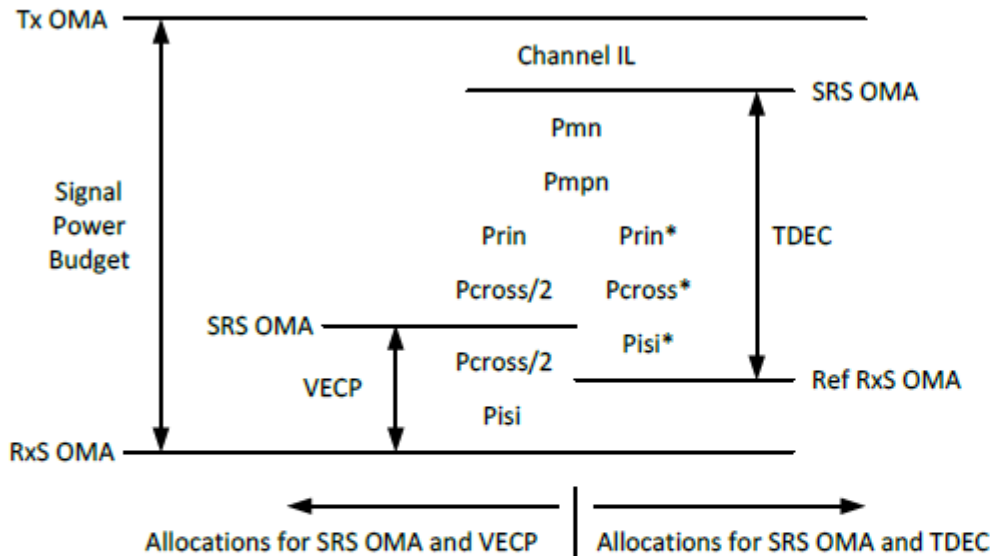 Tx OMA
Channel IL
SRS OMA
Pmn
Pmpn
Signal
Power
Budget
Prin
Prin*
TDEC
Pcross/2
Pcross*
SRS OMA
Pisi*
VECP
Pcross/2
Ref RxS OMA
Pisi
RxS OMA
Allocations for SRS OMA and VECP
Allocations for SRS OMA and TDEC